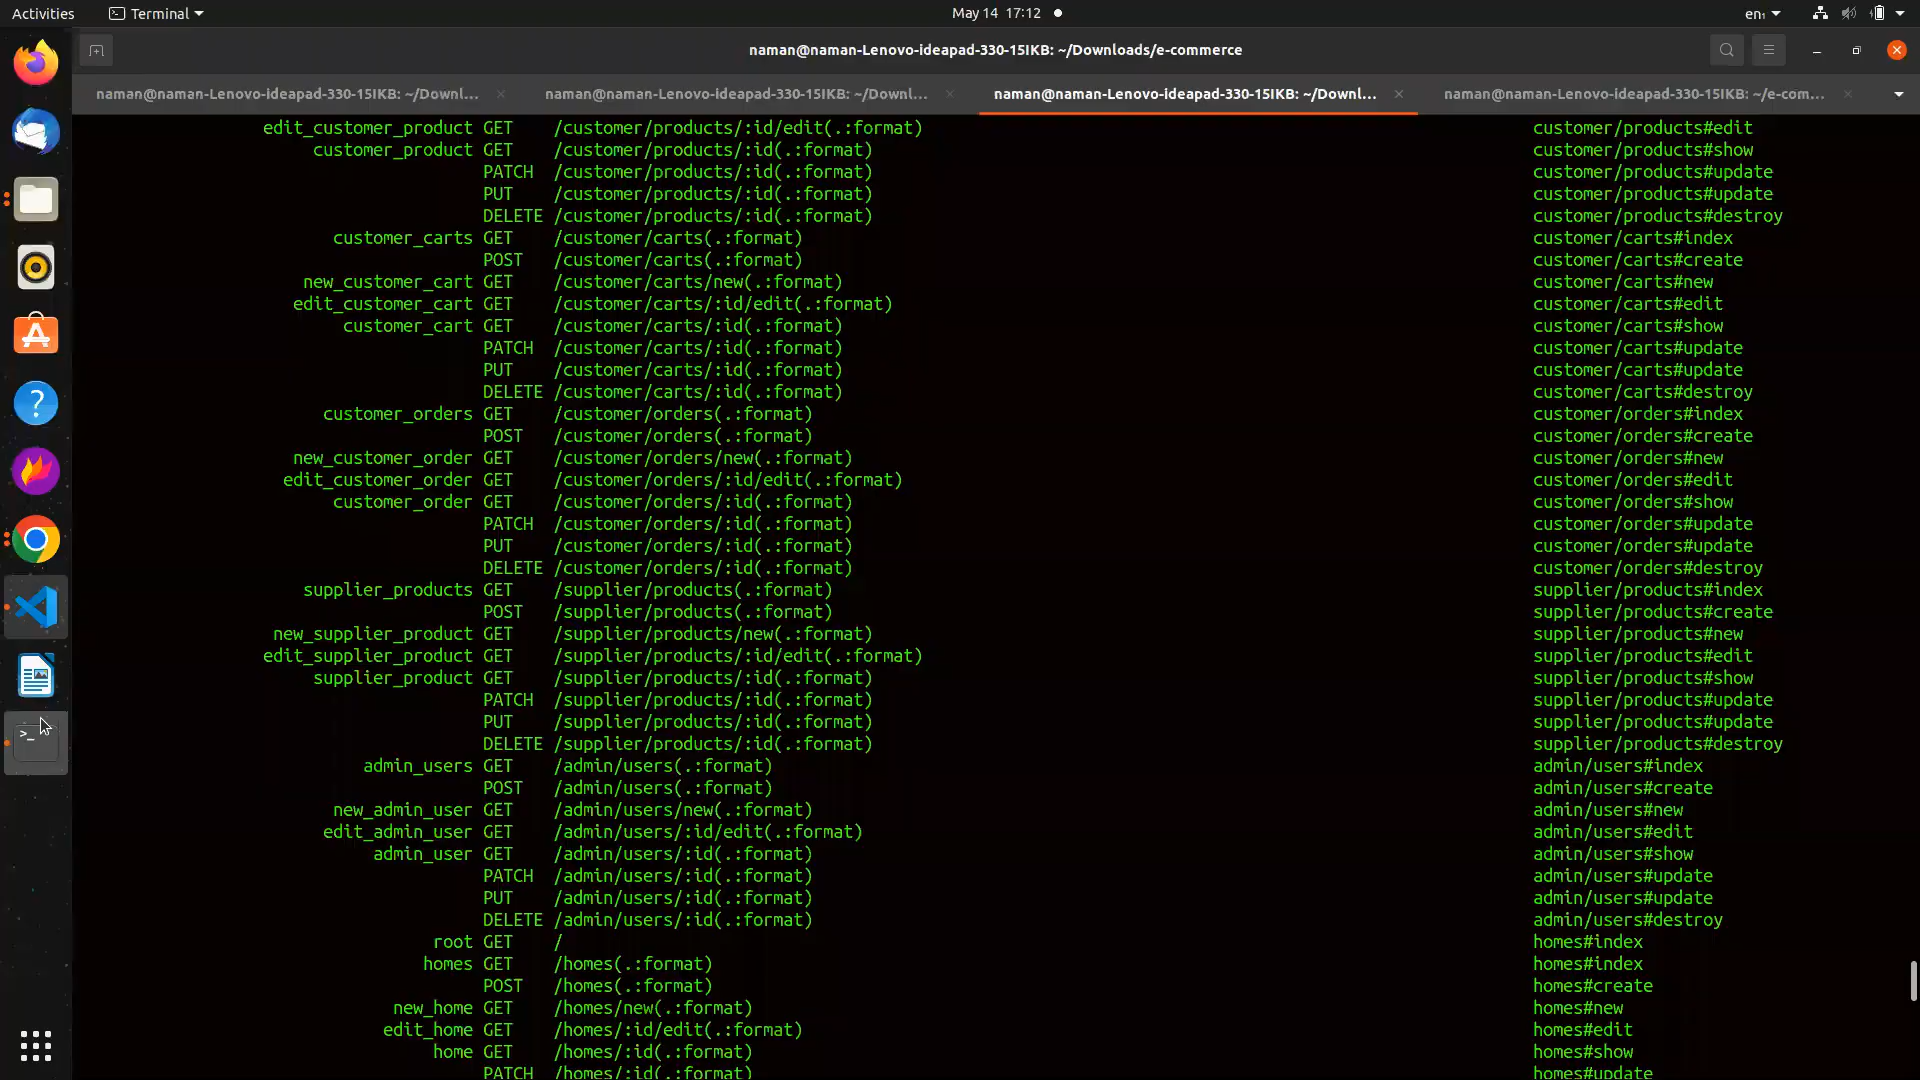 Activities Terminal May 14 17:12 en₁
naman@naman-Lenovo-ideapad-330-15IKB: ~/Downloads/e-commerce
naman@naman-Lenovo-ideapad-330-15IKB: ~/Downl... naman@naman-Lenovo-ideapad-330-15IKB: ~/Downl... naman@naman-Lenovo-ideapad-330-15IKB: ~/Downl... naman@naman-Lenovo-ideapad-330-15IKB: ~/e-com...
edit_customer_product GET /customer/products/:id/edit(.:format) customer/products#edit
customer_product GET /customer/products/:id(.:format) customer/products#show
PATCH /customer/products/:id(.:format) customer/products#update
PUT /customer/products/:id(.:format) customer/products#update
DELETE /customer/products/:id(.:format) customer/products#destroy
customer_carts GET /customer/carts(.:format) customer/carts#index
POST /customer/carts(.:format) customer/carts#create
new_customer_cart GET /customer/carts/new(.:format) customer/carts#new
edit_customer_cart GET /customer/carts/:id/edit(.:format) customer/carts#edit
customer_cart GET /customer/carts/:id(.:format) customer/carts#show
PATCH /customer/carts/:id(.:format) customer/carts#update
PUT /customer/carts/:id(.:format) customer/carts#update
DELETE /customer/carts/:id(.:format) customer/carts#destroy
customer_orders GET /customer/orders(.:format) customer/orders#index
POST /customer/orders(.:format) customer/orders#create
new_customer_order GET /customer/orders/new(.:format) customer/orders#new
edit_customer_order GET /customer/orders/:id/edit(.:format) customer/orders#edit
customer_order GET /customer/orders/:id(.:format) customer/orders#show
PATCH /customer/orders/:id(.:format) customer/orders#update
PUT /customer/orders/:id(.:format) customer/orders#update
DELETE /customer/orders/:id(.:format) customer/orders#destroy
supplier_products GET /supplier/products(.:format) supplier/products#index
POST /supplier/products(.:format) supplier/products#create
new_supplier_product GET /supplier/products/new(.:format) supplier/products#new
edit_supplier_product GET /supplier/products/:id/edit(.:format) supplier/products#edit
supplier_product GET /supplier/products/:id(.:format) supplier/products#show
PATCH /supplier/products/:id(.:format) supplier/products#update
PUT /supplier/products/:id(.:format) supplier/products#update
DELETE /supplier/products/:id(.:format) supplier/products#destroy
admin_users GET /admin/users(.:format) admin/users#index
POST /admin/users(.:format) admin/users#create
new_admin_user GET /admin/users/new(.:format) admin/users#new
edit_admin_user GET /admin/users/:id/edit(.:format) admin/users#edit
admin_user GET /admin/users/:id(.:format) admin/users#show
PATCH /admin/users/:id(.:format) admin/users#update
PUT /admin/users/:id(.:format) admin/users#update
DELETE /admin/users/:id(.:format) admin/users#destroy
root GET / homes#index
homes GET /homes(.:format) homes#index
POST /homes(.:format) homes#create
new_home GET /homes/new(.:format) homes#new
edit_home GET /homes/:id/edit(.:format) homes#edit
home GET /homes/:id(.:format) homes#show
PATCH /homes/:id(.:format) homes#update